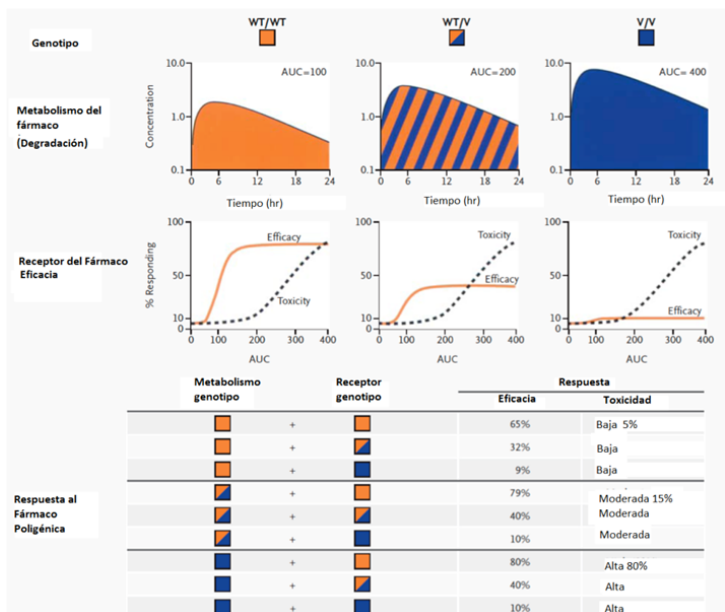 Genotipo
WT/WT
WT/V
V/V
Metabolismo del
fármaco
(Degradación)
Concentration
10.0
1.0
0.1
AUC=100
0 6 12 18 24
Tiempo (hr)
10.0
1.0
0.1
AUC=200
0 6 12 18 24
Tiempo (hr)
10.0
1.0
0.1
AUC= 400
0 6 12 18 24
Tiempo (hr)
Receptor del Fármaco
Eficacia
% Responding
100
50
10
0
Efficacy
Toxicity
0 100 200 300 400
AUC
100
50
10
0
Toxicity
Efficacy
0 100 200 300 400
AUC
100
50
10
0
Toxicity
Efficacy
0 100 200 300 400
AUC
Metabolismo
genotipo
Receptor
genotipo
Respuesta
Eficacia Toxicidad
+ 65% Baja 5%
+ 32% Baja
+ 9% Baja
Respuesta al
Fármaco
Poligénica
+ 79% Moderada 15%
+ 40% Moderada
+ 10% Moderada
+ 80% Alta 80%
+ 40% Alta
+ 10% Alta